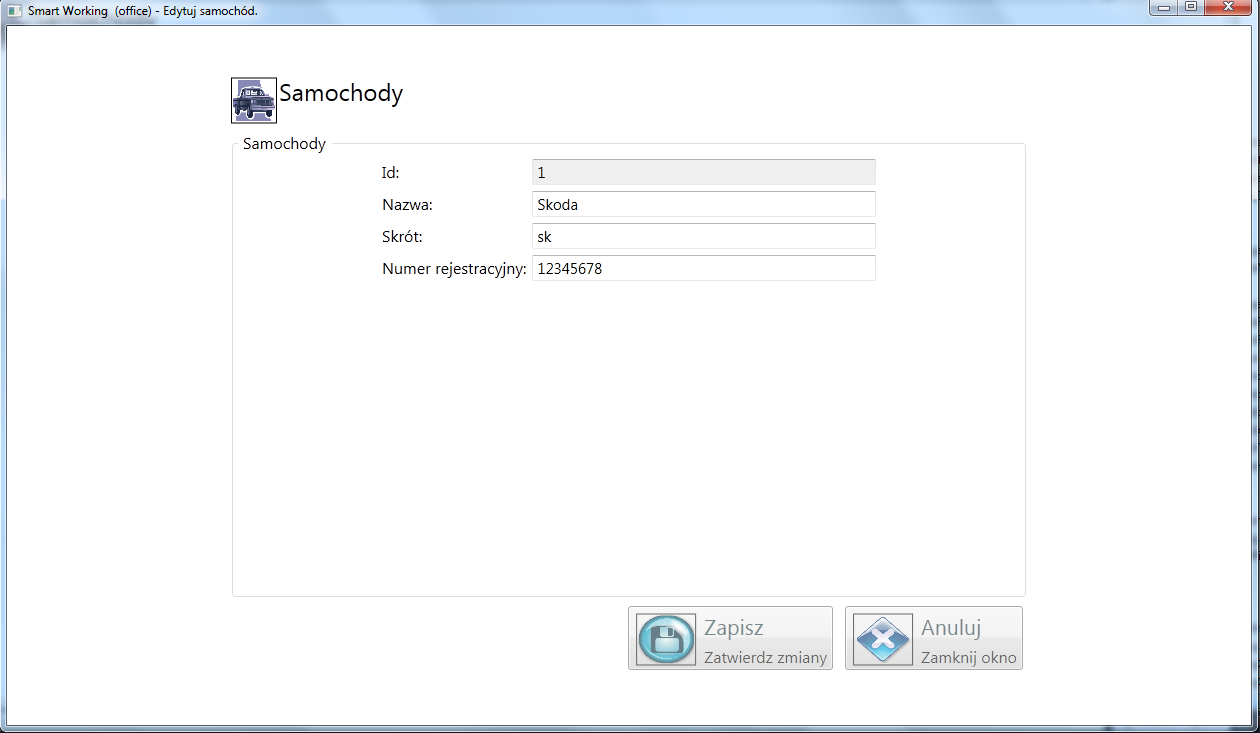 Smart Working  (office) - Edytuj samochód.
Samochody
Samochody
Id: 1
Nazwa: Skoda
Skrót: sk
Numer rejestracyjny: 12345678
Zapisz
Zatwierdz zmiany
Anuluj
Zamknij okno